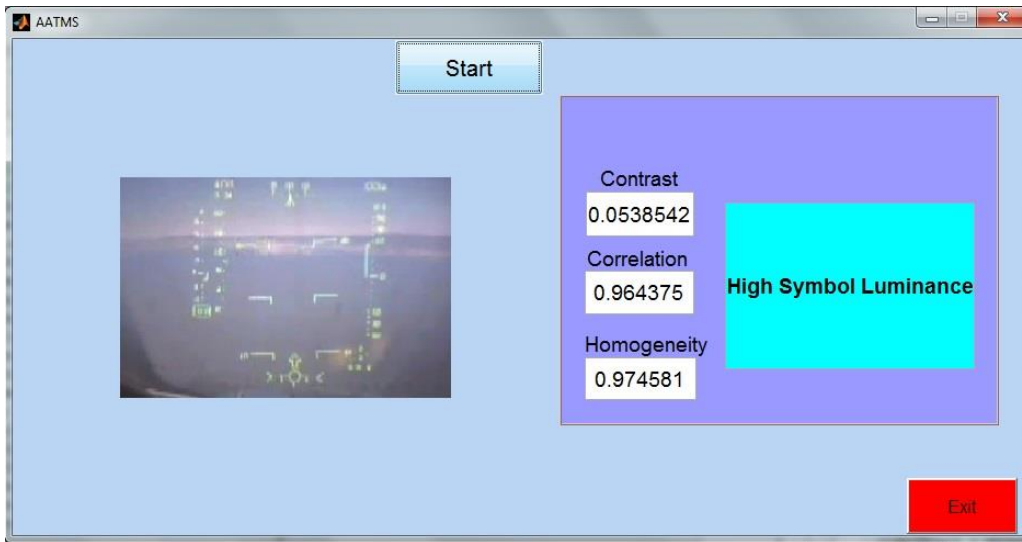 AATMS
Start
Contrast
0.0538542
Correlation
0.964375
Homogeneity
0.974581
High Symbol Luminance
Exit